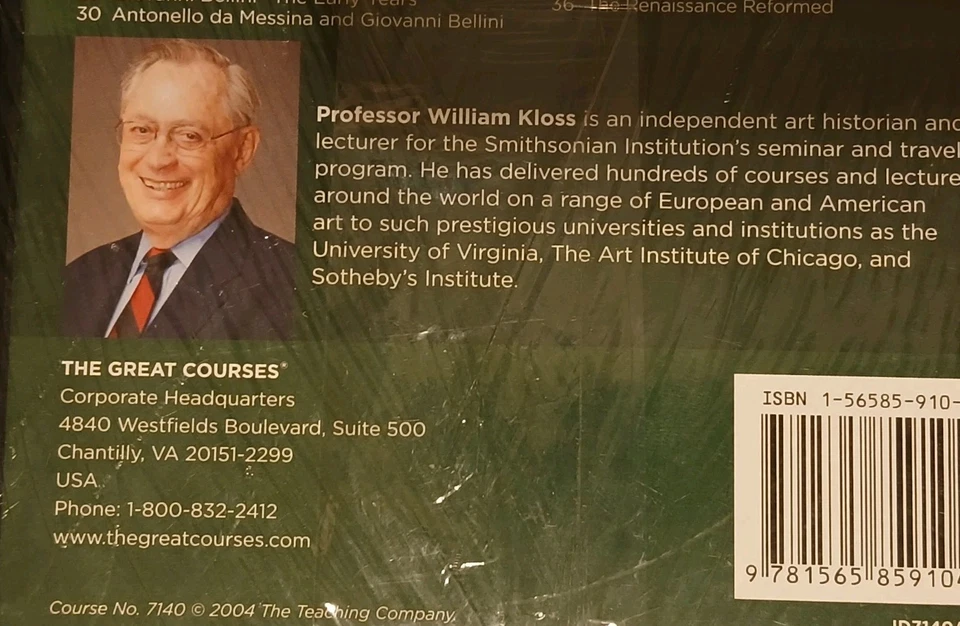 30 Antonello da Messina and Giovanni Bellini
36 The Renaissance Reformed
Professor William Kloss is an independent art historian and
lecturer for the Smithsonian Institution's seminar and travel
program. He has delivered hundreds of courses and lecture
around the world on a range of European and American
art to such prestigious universities and institutions as the
University of Virginia, The Art Institute of Chicago, and
Sotheby's Institute.
THE GREAT COURSES®
Corporate Headquarters
4840 Westfields Boulevard, Suite 500
Chantilly, VA 20151-2299
USA
Phone: 1-800-832-2412
www.thegreatcourses.com
Course No. 7140 © 2004 The Teaching Company.
ISBN 1-56585-910-
9 781565 85910